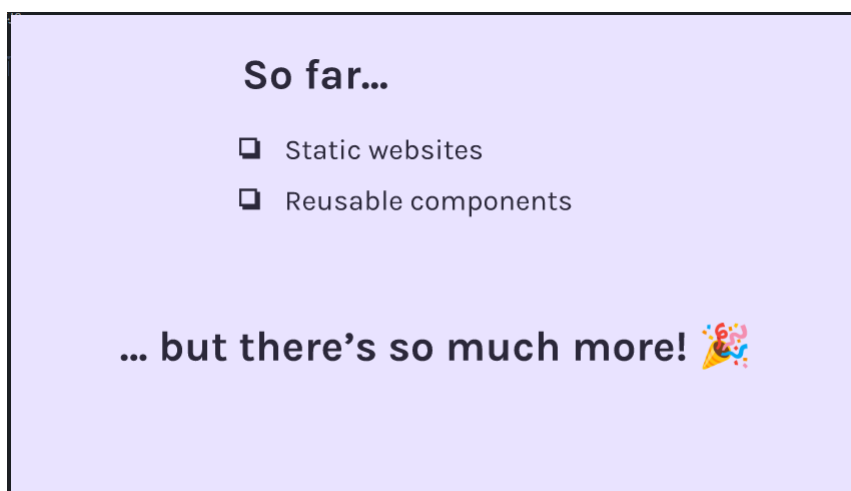 So far...
❏ Static websites
❏ Reusable components
... but there’s so much more! 🎉